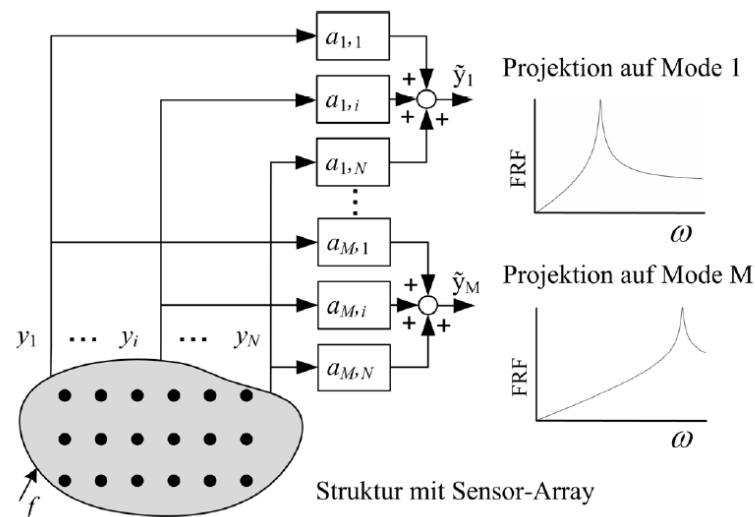 a1,1
a1,i
a1,N
⋮
aM,1
aM,i
aM,N
+ + +
ỹ1
+ + +
ỹM
y1 ··· yi ··· yN
f
Projektion auf Mode 1
FRF
ω
Projektion auf Mode M
FRF
ω
Struktur mit Sensor-Array